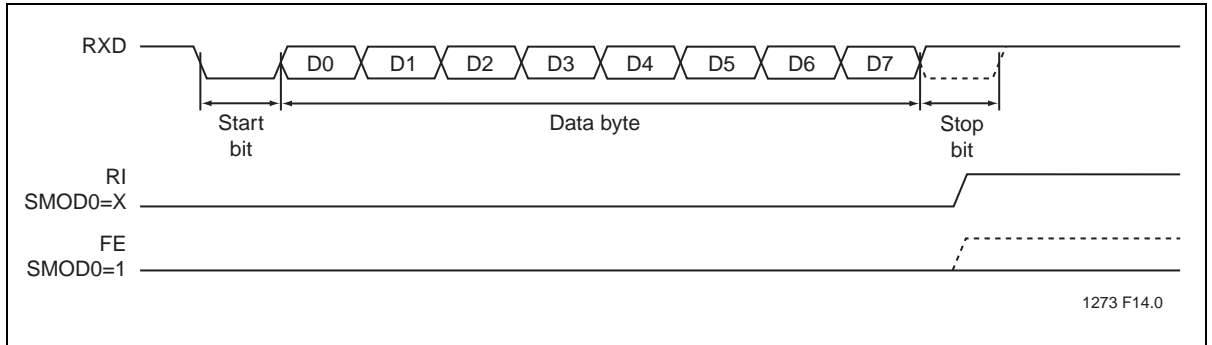 RXD
D0 D1 D2 D3 D4 D5 D6 D7
Start
bit
Data byte
Stop
bit
RI
SMOD0=X
FE
SMOD0=1
1273 F14.0